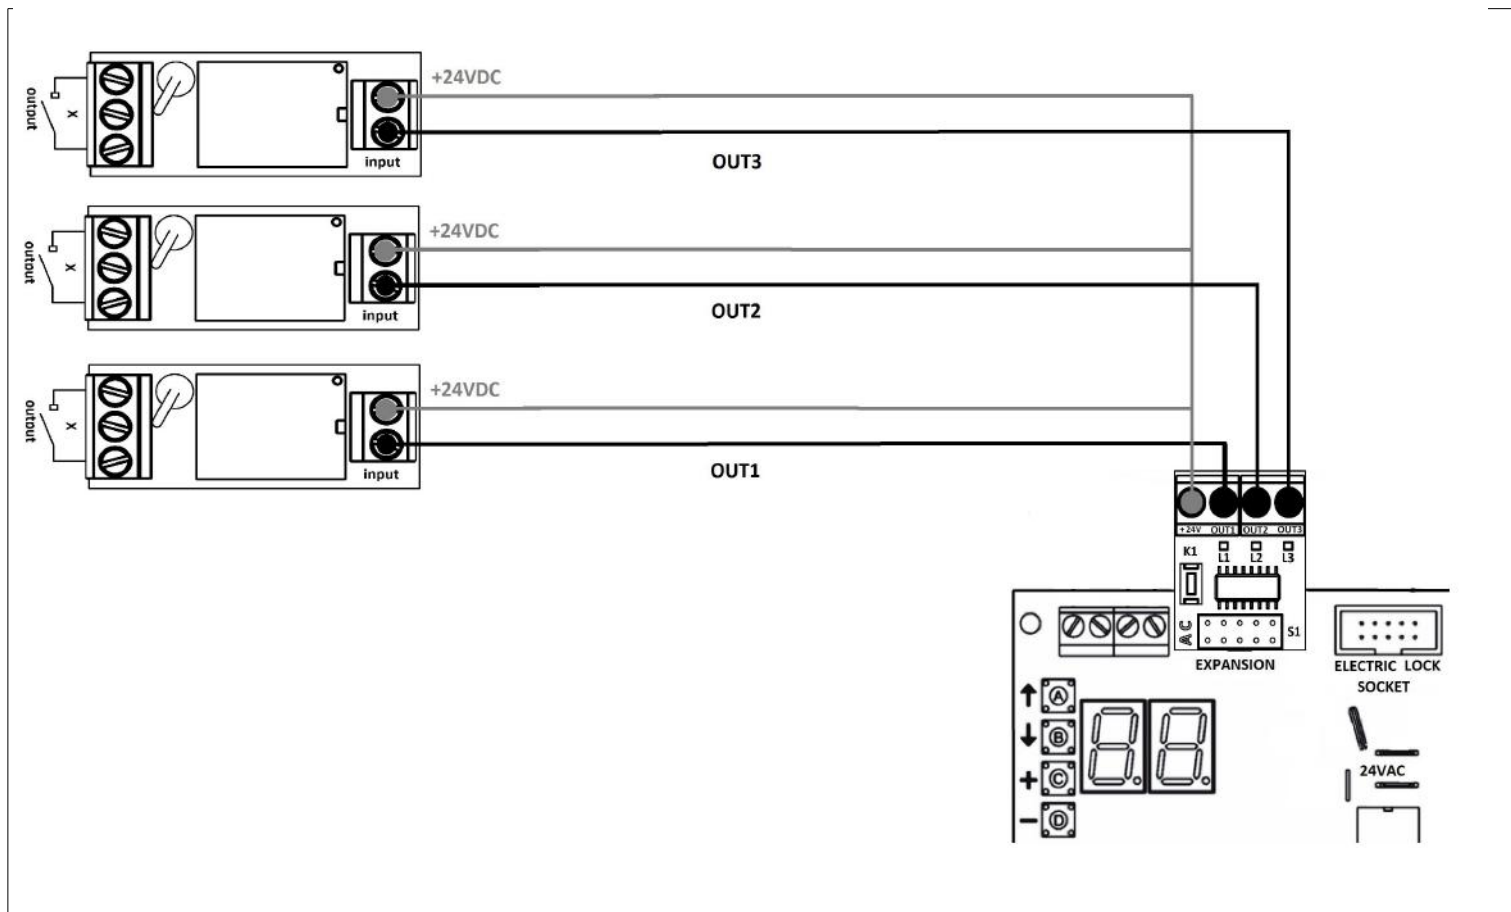 +24VDC
output
X
input
OUT3
+24VDC
output
X
input
OUT2
+24VDC
output
X
input
OUT1
+24V OUT1 OUT2 OUT3
K1 L1 L2 L3
A C
S1
EXPANSION
ELECTRIC LOCK
SOCKET
A
B
+ C
- D
88
24VAC